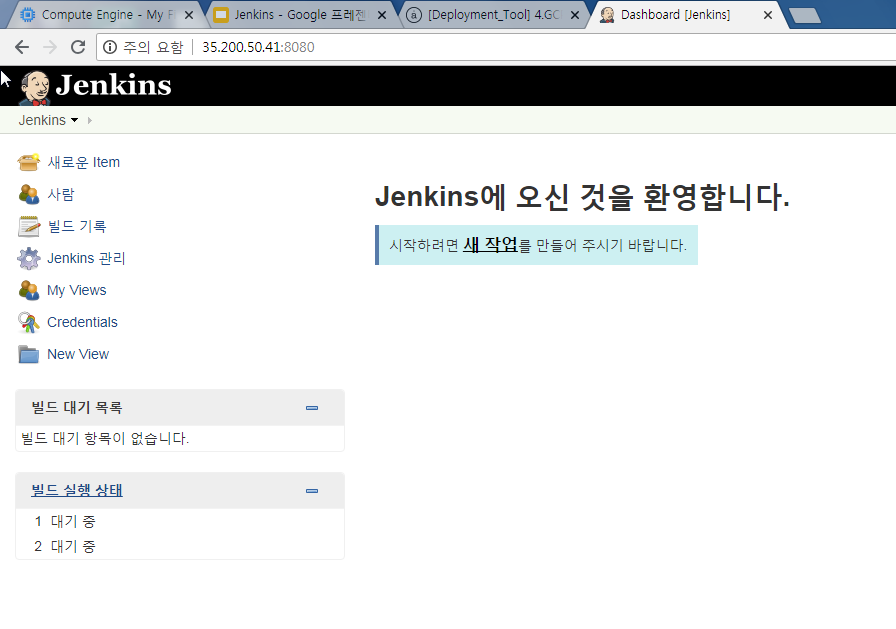 Compute Engine - My F
Jenkins - Google 프레젠
[Deployment_Tool] 4.GC
Dashboard [Jenkins]
주의 요함
35.200.50.41:8080
Jenkins
Jenkins
새로운 Item
사람
빌드 기록
Jenkins 관리
My Views
Credentials
New View
Jenkins에 오신 것을 환영합니다.
시작하려면 새 작업를 만들어 주시기 바랍니다.
빌드 대기 목록
빌드 대기 항목이 없습니다.
빌드 실행 상태
1 대기 중
2 대기 중